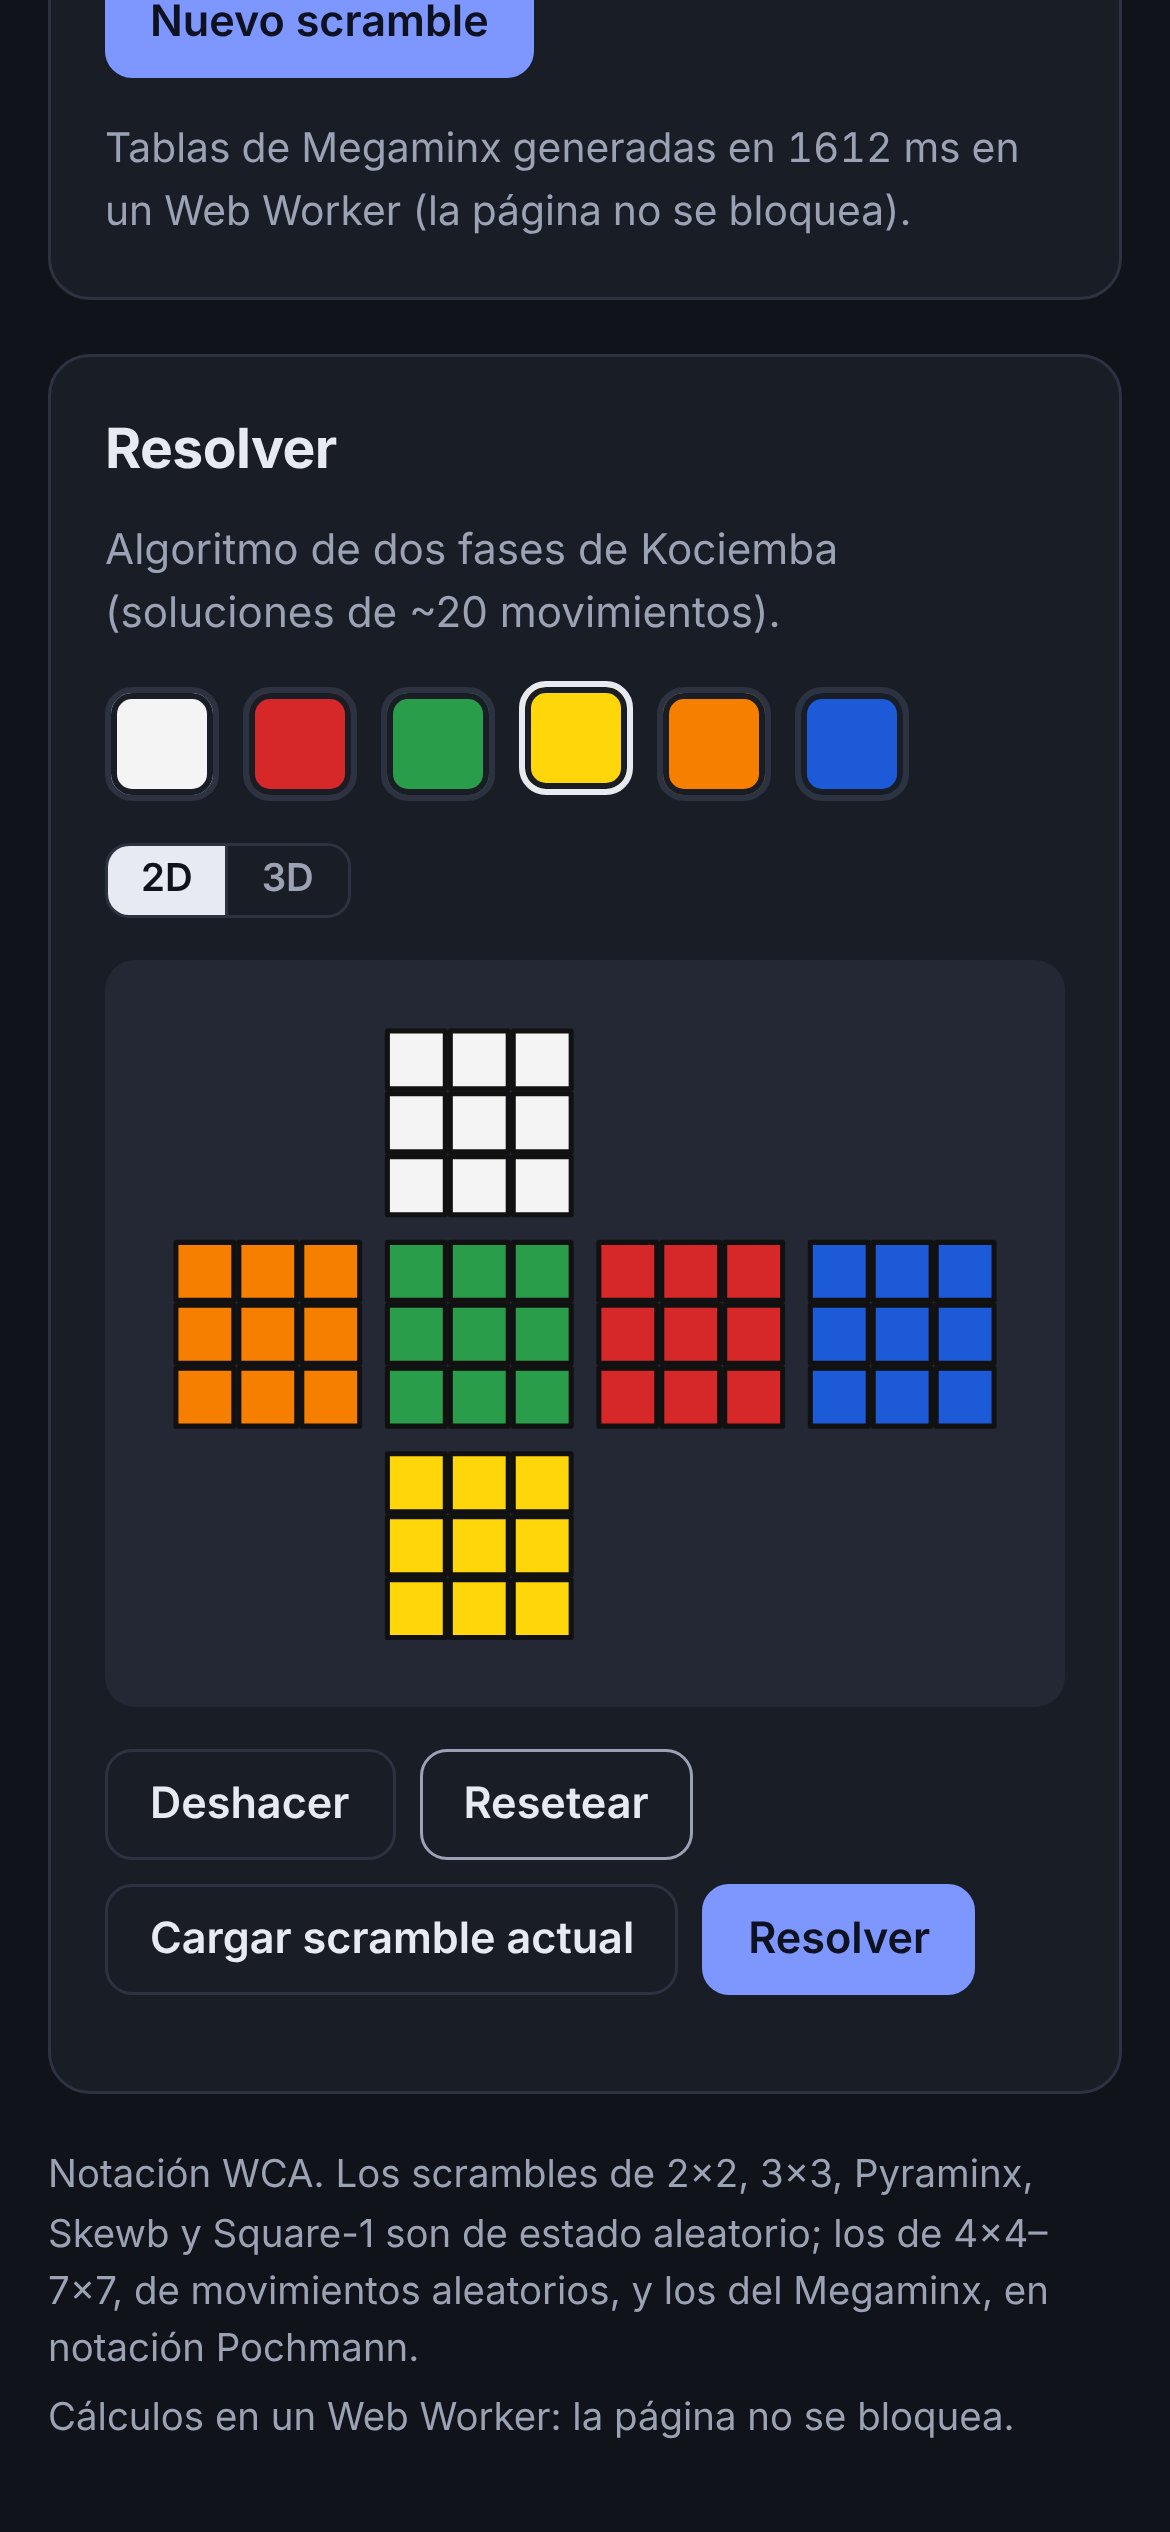 Nuevo scramble
Tablas de Megaminx generadas en 1612 ms en
un Web Worker (la página no se bloquea).
Resolver
Algoritmo de dos fases de Kociemba
(soluciones de ~20 movimientos).
2D 3D
Deshacer Resetear
Cargar scramble actual Resolver
Notación WCA. Los scrambles de 2×2, 3×3, Pyraminx,
Skewb y Square-1 son de estado aleatorio; los de 4×4–
7×7, de movimientos aleatorios, y los del Megaminx, en
notación Pochmann.
Cálculos en un Web Worker: la página no se bloquea.